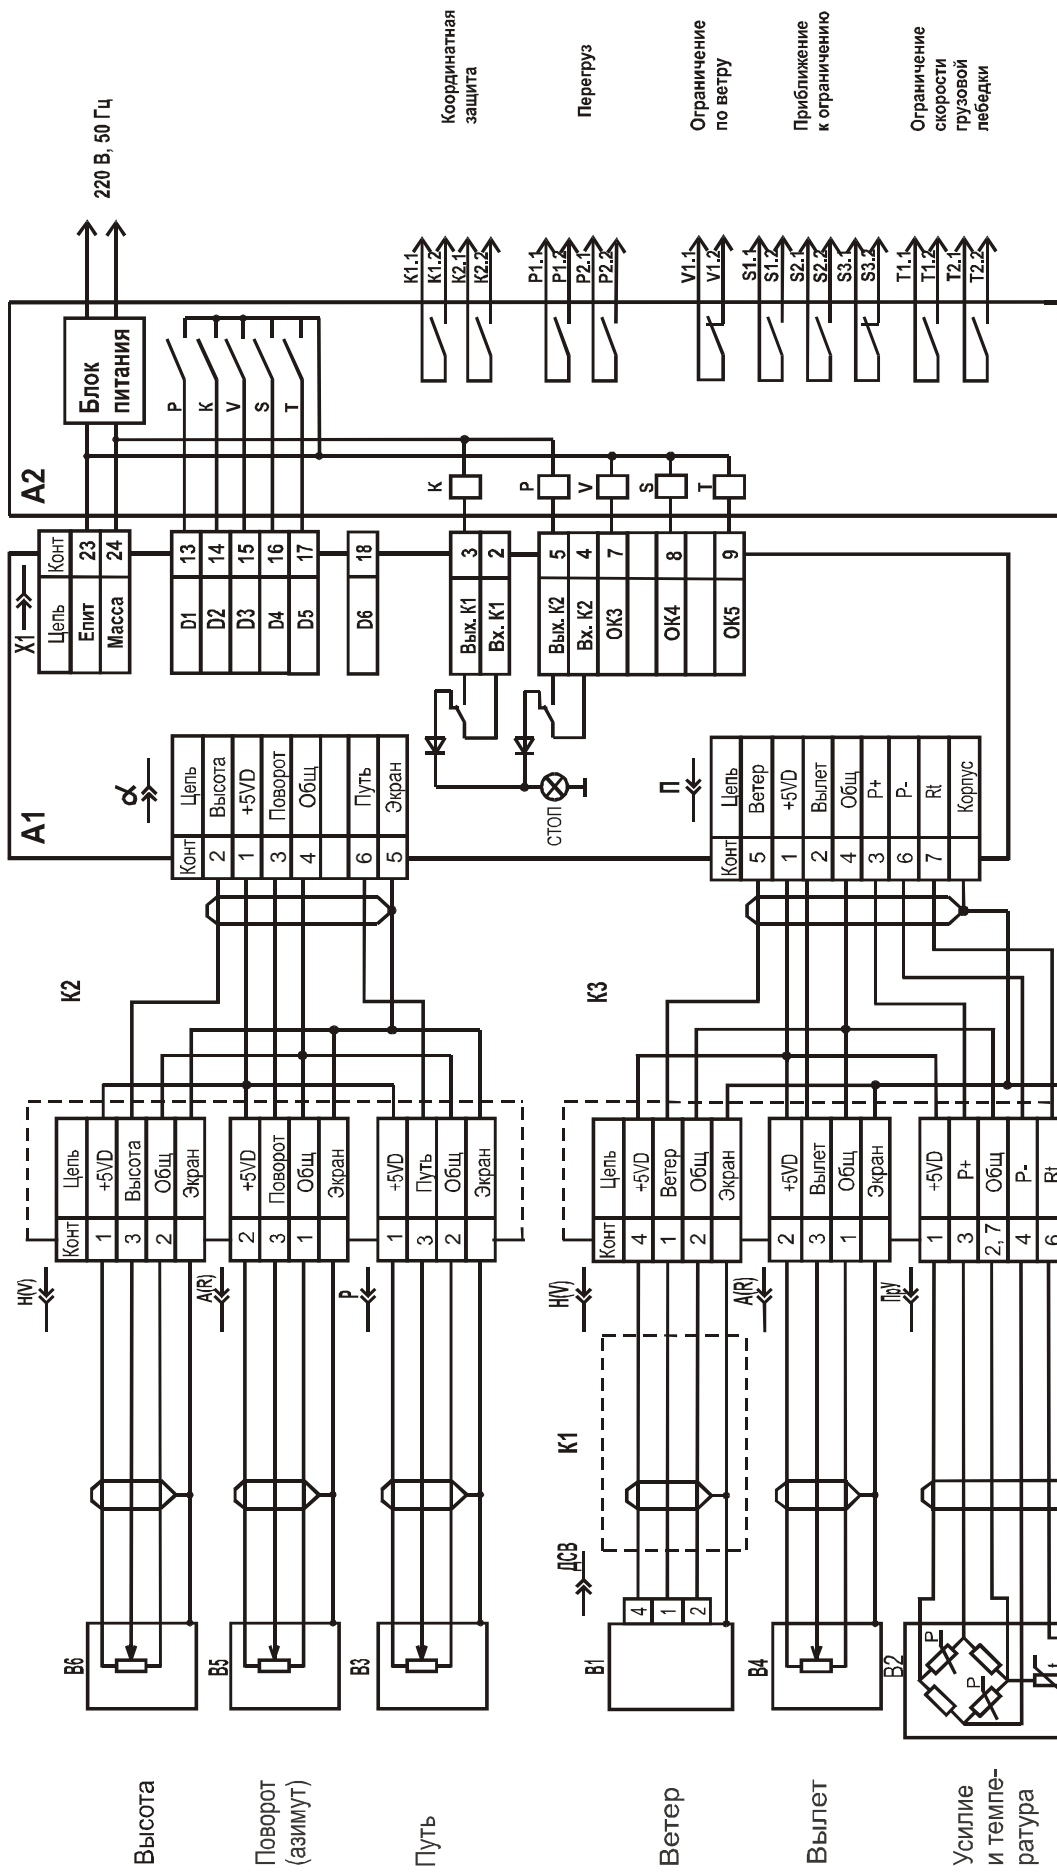 220 В, 50 Гц
Координатная
защита
Перегруз
Ограничение
по ветру
Приближение
к ограничению
Ограничение
скорости
грузовой
лебедки
K1.1
K1.2
K2.1
K2.2
P1.1
P1.2
P2.1
P2.2
V1.1
V1.2
S1.1
S1.2
S2.1
S2.2
S3.1
S3.2
T1.1
T1.2
T2.1
T2.2
A2
Блок
питания
P
K
V
S
T
K
P
V
S
T
X1
Цепь Конт
Епит 23
Масса 24
D1 13
D2 14
D3 15
D4 16
D5 17
D6 18
Вых. К1 3
Вх. К1 2
Вых. К2 5
Вх. К2 4
ОК3 7
ОК4 8
ОК5 9
A1
СТОП
α
Конт Цепь
2 Высота
1 +5VD
3 Поворот
4 Общ
6 Путь
5 Экран
П
Конт Цепь
5 Ветер
1 +5VD
2 Вылет
4 Общ
3 P+
6 P-
7 Rt
Корпус
K2
K3
Конт Цепь
1 +5VD
3 Высота
2 Общ
Экран
2 +5VD
3 Поворот
1 Общ
Экран
1 +5VD
3 Путь
2 Общ
Экран
Конт Цепь
4 +5VD
1 Ветер
2 Общ
Экран
2 +5VD
3 Вылет
1 Общ
Экран
1 +5VD
3 P+
2, 7 Общ
4 P-
6 Rt
H(V)
A(R)
P
H(V)
A(R)
Пру
K1
ДСВ
4
1
2
B6
B5
B3
B1
B4
B2
P
P
t
Высота
Поворот
(азимут)
Путь
Ветер
Вылет
Усилие
и темпе-
ратура